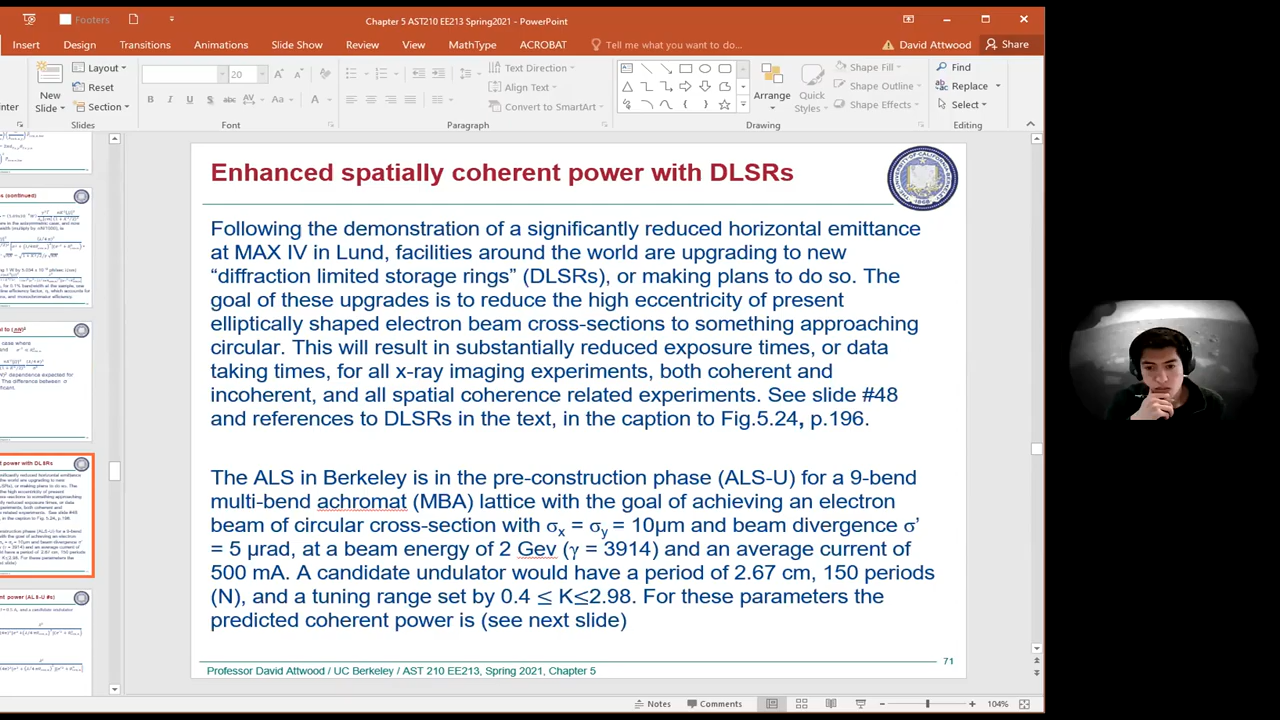 Footers
Chapter 5 AST210 EE213 Spring2021 - PowerPoint
Insert Design Transitions Animations Slide Show Review View MathType ACROBAT Tell me what you want to do... David Attwood Share
Layout
Reset
Section
New
Slide
Slides
20
Font
Text Direction
Align Text
Convert to SmartArt
Paragraph
Arrange
Quick
Styles
Shape Fill
Shape Outline
Shape Effects
Drawing
Find
Replace
Select
Editing
Enhanced spatially coherent power with DLSRs
Following the demonstration of a significantly reduced horizontal emittance
at MAX IV in Lund, facilities around the world are upgrading to new
“diffraction limited storage rings” (DLSRs), or making plans to do so. The
goal of these upgrades is to reduce the high eccentricity of present
elliptically shaped electron beam cross-sections to something approaching
circular. This will result in substantially reduced exposure times, or data
taking times, for all x-ray imaging experiments, both coherent and
incoherent, and all spatial coherence related experiments. See slide #48
and references to DLSRs in the text, in the caption to Fig.5.24, p.196.
The ALS in Berkeley is in the pre-construction phase (ALS-U) for a 9-bend
multi-bend achromat (MBA) lattice with the goal of achieving an electron
beam of circular cross-section with σx = σy = 10μm and beam divergence σ’
= 5 μrad, at a beam energy of 2 Gev (γ = 3914) and an average current of
500 mA. A candidate undulator would have a period of 2.67 cm, 150 periods
(N), and a tuning range set by 0.4 ≤ K≤2.98. For these parameters the
predicted coherent power is (see next slide)
Professor David Attwood / UC Berkeley / AST 210 EE213, Spring 2021, Chapter 5
71
Notes Comments 104%